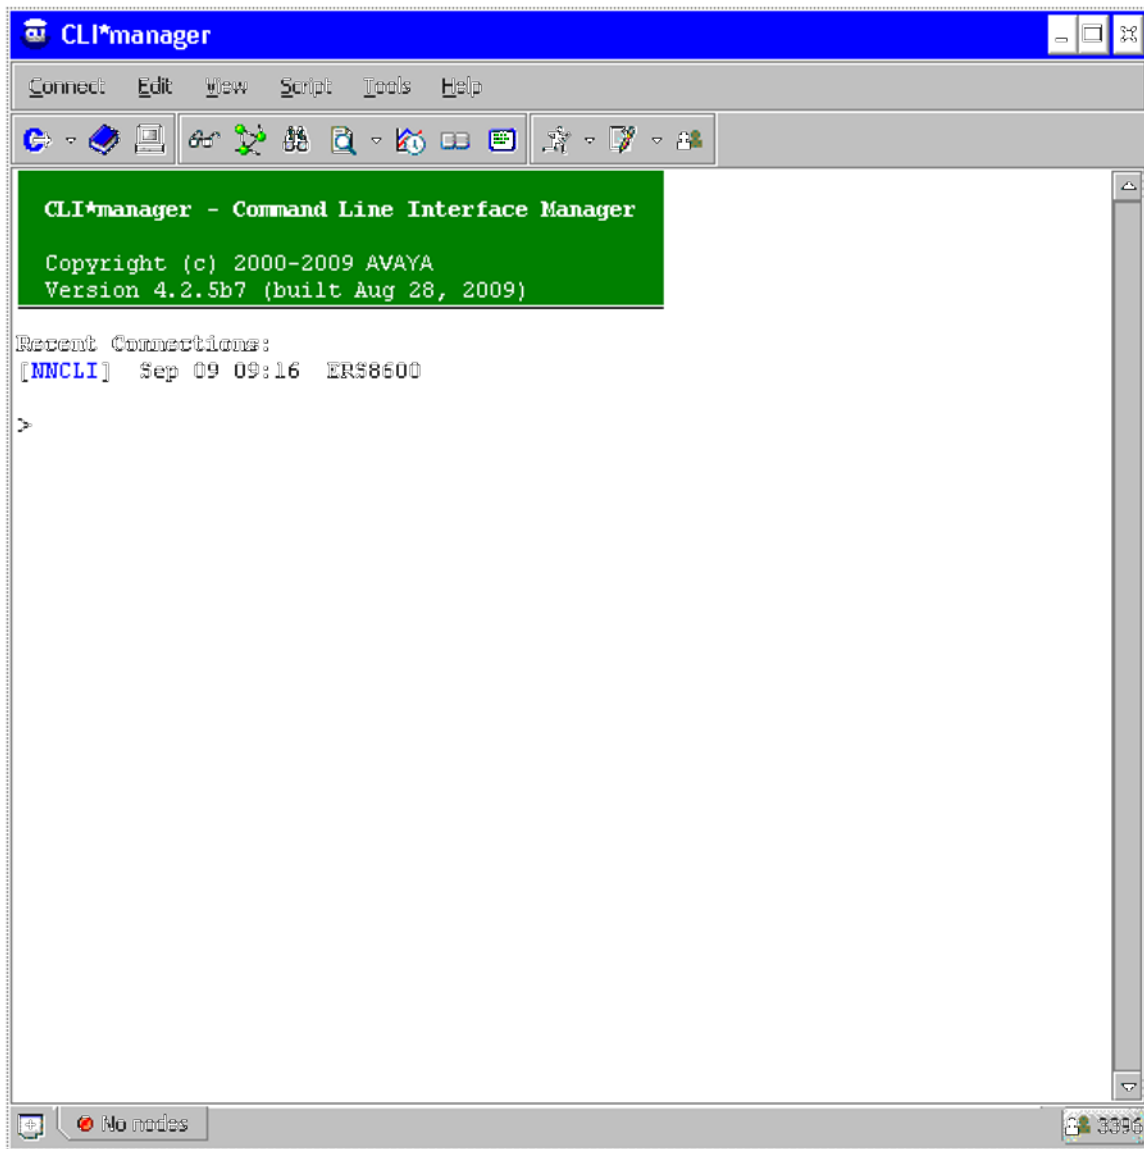 CLI*manager
Connect Edit View Script Tools Help
CLI*manager - Command Line Interface Manager
Copyright (c) 2000-2009 AVAYA
Version 4.2.5b7 (built Aug 28, 2009)
Recent Connections:
[NNCLI] Sep 09 09:16 ERS8600
>
No nodes
3396